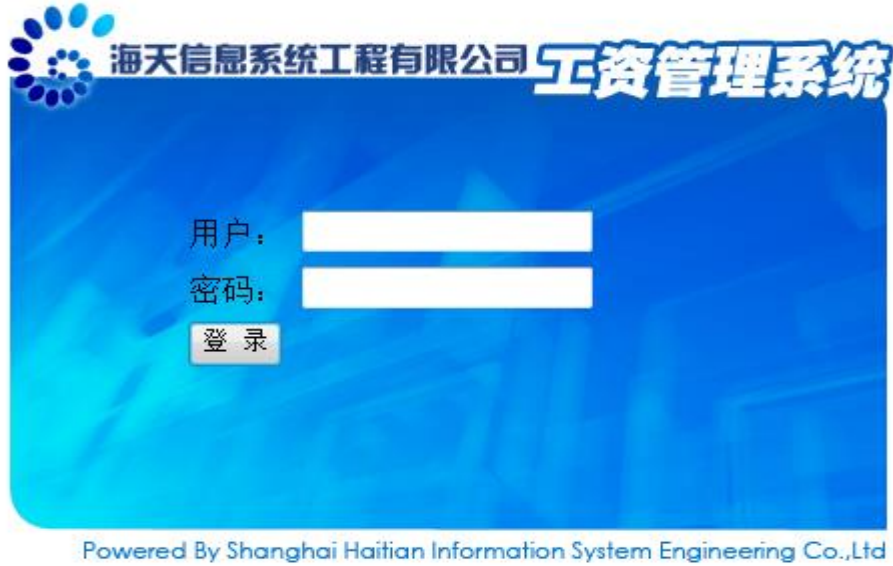 海天信息系统工程有限公司 工资管理系统
用户：
密码：
登 录
Powered By Shanghai Haitian Information System Engineering Co.,Ltd